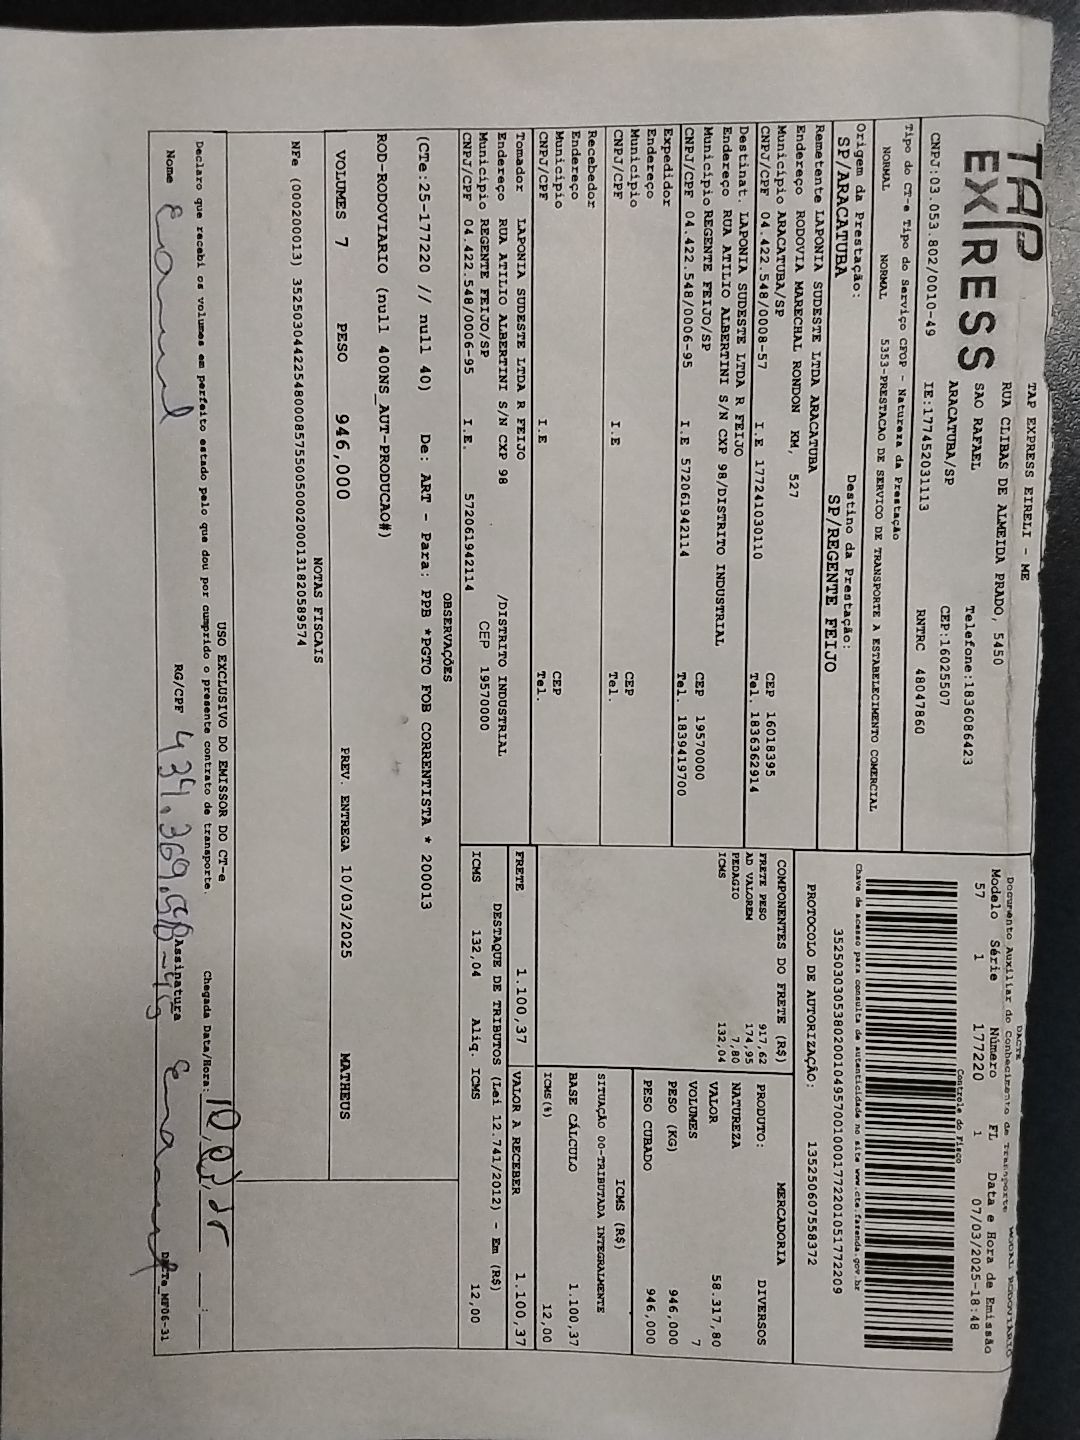 TAP EXPRESS
TAP EXPRESS EIRELI - ME
RUA CLIBAS DE ALMEIDA PRADO, 5450
SAO RAFAEL
Telefone:1836086423
ARACATUBA/SP
CEP:16025507
CNPJ:03.053.802/0010-49 IE:177452031113 RNTRC 48047860
DACTE MODAL RODOVIÁRIO
Documento Auxiliar do Conhecimento de Transporte
Modelo Série Número FL Data e Hora de Emissão
57 1 177220 1 07/03/2025-18:48
Controle do Fisco
Tipo do CT-e Tipo do Serviço CFOP - Natureza da Prestação
NORMAL NORMAL 5353-PRESTACAO DE SERVICO DE TRANSPORTE A ESTABELECIMENTO COMERCIAL
Chave de acesso para consulta de autenticidade no site www.cte.fazenda.gov.br
35250303053802001049570010001772201051772209
PROTOCOLO DE AUTORIZAÇÃO: 135250607558372
Origem da Prestação: Destino da Prestação:
SP/ARACATUBA SP/REGENTE FEIJO
Remetente LAPONIA SUDESTE LTDA ARACATUBA
Endereço RODOVIA MARECHAL RONDON KM, 527
Município ARACATUBA/SP CEP 16018395
CNPJ/CPF 04.422.548/0008-57 I.E 177241030110 Tel. 1836362914
Destinat. LAPONIA SUDESTE LTDA R FEIJO
Endereço RUA ATILIO ALBERTINI S/N CXP 98/DISTRITO INDUSTRIAL
Município REGENTE FEIJO/SP CEP 19570000
CNPJ/CPF 04.422.548/0006-95 I.E 572061942114 Tel. 1839419700
Expedidor
Endereço
Município CEP
CNPJ/CPF I.E Tel.
Recebedor
Endereço
Município CEP
CNPJ/CPF I.E Tel.
Tomador LAPONIA SUDESTE LTDA R FEIJO
Endereço RUA ATILIO ALBERTINI S/N CXP 98 /DISTRITO INDUSTRIAL
Município REGENTE FEIJO/SP CEP 19570000
CNPJ/CPF 04.422.548/0006-95 I.E. 572061942114
COMPONENTES DO FRETE (R$)
FRETE PESO 917,62
AD VALOREM 174,95
PEDAGIO 7,80
ICMS 132,04
PRODUTO: MERCADORIA
NATUREZA DIVERSOS
VALOR 58.317,80
VOLUMES 7
PESO (KG) 946,000
PESO CUBADO 946,000
ICMS (R$)
SITUAÇÃO 00-TRIBUTADA INTEGRALMENTE
BASE CÁLCULO 1.100,37
ICMS(%) 12,00
FRETE 1.100,37 VALOR A RECEBER 1.100,37
DESTAQUE DE TRIBUTOS (Lei 12.741/2012) - Em (R$)
ICMS 132,04 Aliq. ICMS 12,00
OBSERVAÇÕES
(CTe:25-177220 // null 40) De: ART - Para: PPB *PGTO FOB CORRENTISTA * 200013
ROD-RODOVIARIO (null 400NS_AUT-PRODUCAO#)
VOLUMES 7 PESO 946,000 PREV. ENTREGA 10/03/2025 MATHEUS
NOTAS FISCAIS
NFe (000200013) 35250304422548000857550050002000131820589574
USO EXCLUSIVO DO EMISSOR DO CT-e
Declaro que recebi os volumes em perfeito estado pelo que dou por cumprido o presente contrato de transporte. Chegada Data/Hora:
Nome RG/CPF Assinatura
DACTe_MF06-31